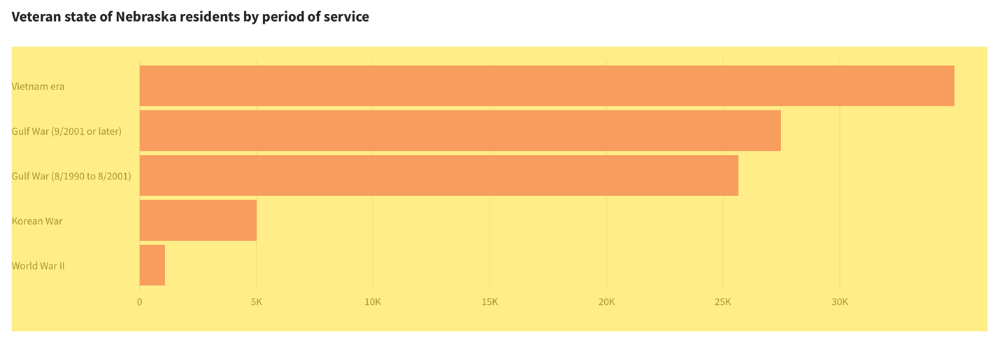 Veteran state of Nebraska residents by period of service
Vietnam era
Gulf War (9/2001 or later)
Gulf War (8/1990 to 8/2001)
Korean War
World War II
0 5K 10K 15K 20K 25K 30K